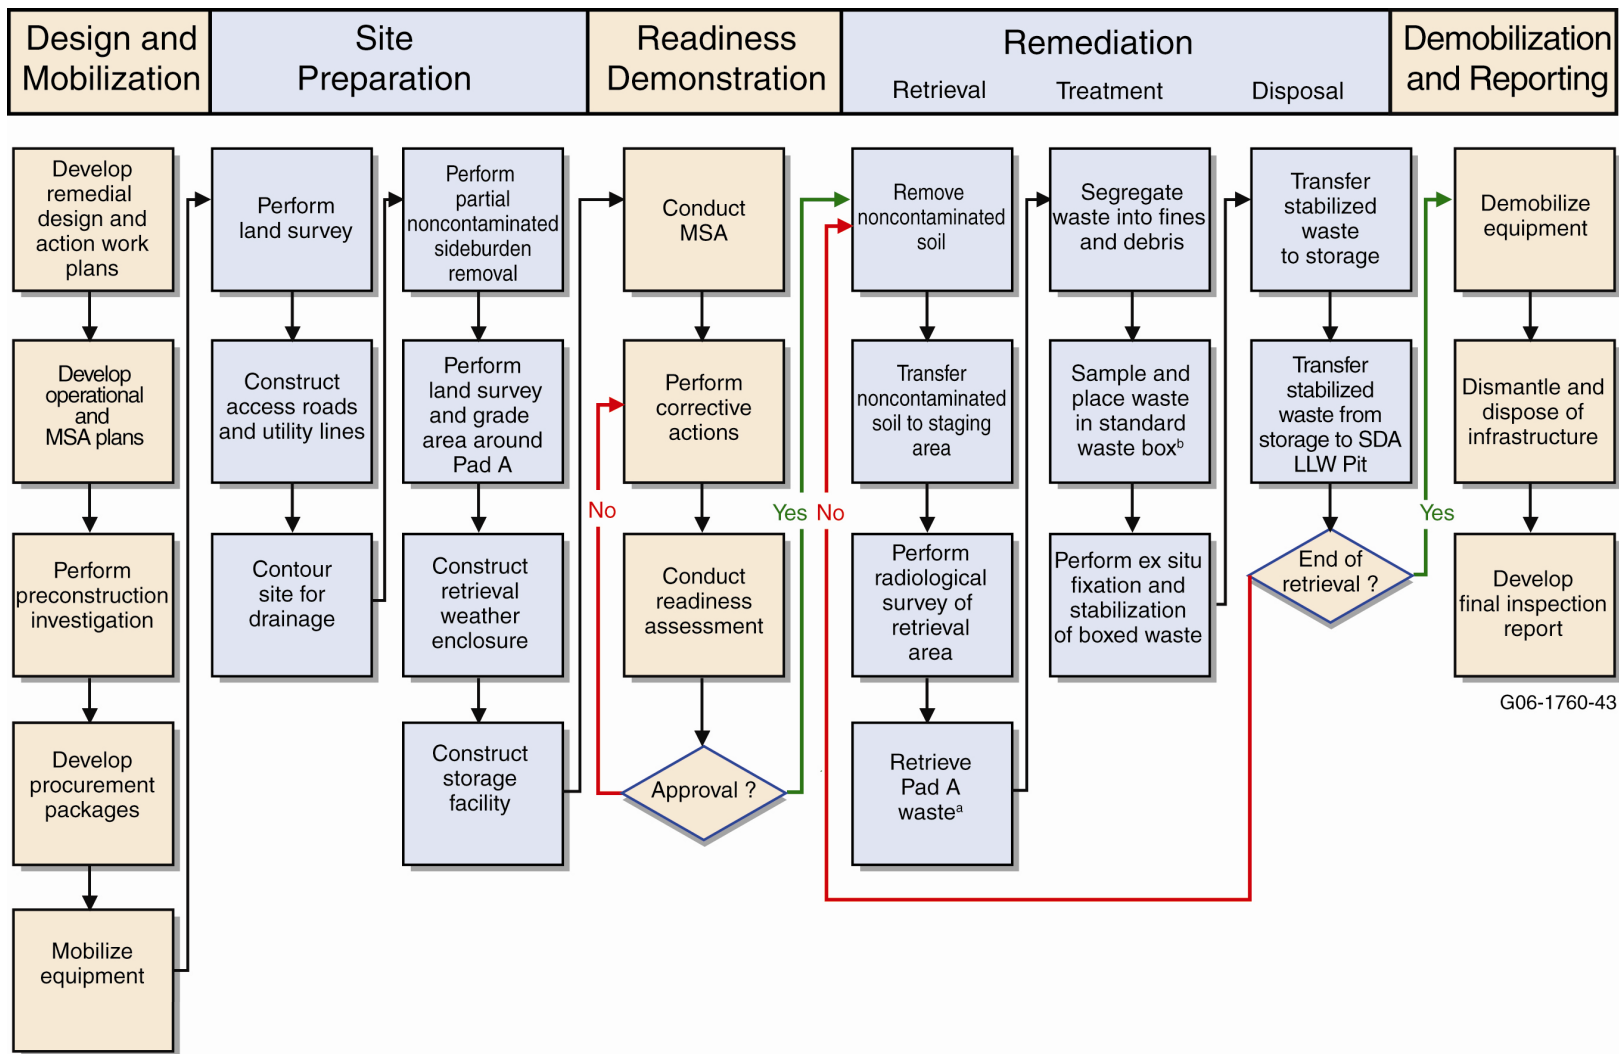 Design and
Mobilization
Site
Preparation
Readiness
Demonstration
Remediation
Retrieval
Treatment
Disposal
Demobilization
and Reporting
Develop
remedial
design and
action work
plans
Develop
operational
and
MSA plans
Perform
preconstruction
investigation
Develop
procurement
packages
Mobilize
equipment
Perform
land survey
Construct
access roads
and utility lines
Contour
site for
drainage
Perform
partial
noncontaminated
sideburden
removal
Perform
land survey
and grade
area around
Pad A
Construct
retrieval
weather
enclosure
Construct
storage
facility
Conduct
MSA
Perform
corrective
actions
No
Conduct
readiness
assessment
Approval ?
Yes
No
Remove
noncontaminated
soil
Transfer
noncontaminated
soil to staging
area
Perform
radiological
survey of
retrieval
area
Retrieve
Pad A
wasteᵃ
Segregate
waste into fines
and debris
Sample and
place waste
in standard
waste boxᵇ
Perform ex situ
fixation and
stabilization
of boxed waste
Transfer
stabilized
waste
to storage
Transfer
stabilized
waste from
storage to SDA
LLW Pit
End of
retrieval ?
Yes
Demobilize
equipment
Dismantle and
dispose of
infrastructure
Develop
final inspection
report
G06-1760-43